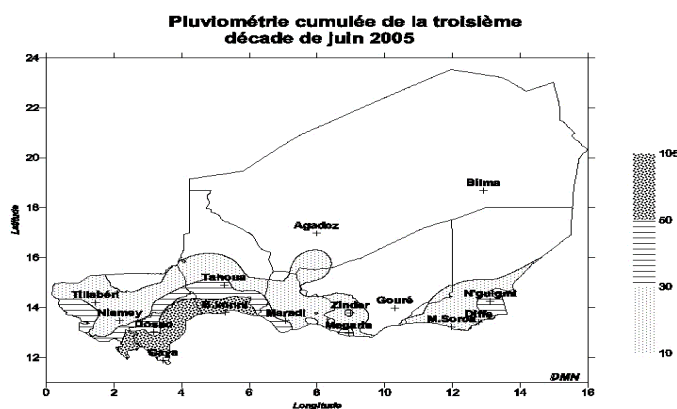 Pluviométrie cumulée de la troisième
décade de juin 2005
24
22
20
18
16
14
12
Latitude
Bilma
Agadez
Tahoua
Tillabéri
N'guigmi
B.konni
Zinder
Gouré
Niamey
Maradi
Diffa
Dosso
Magaria
M.Soroa
Gaya
DMN
0 2 4 6 8 10 12 14 16
Longitude
105
50
30
10